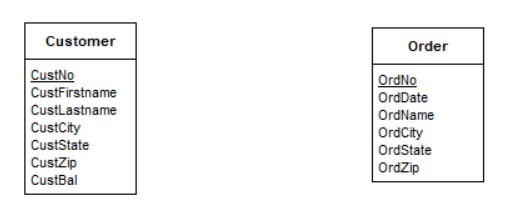 Customer
CustNo
CustFirstname
CustLastname
CustCity
CustState
CustZip
CustBal
Order
OrdNo
OrdDate
OrdName
OrdCity
OrdState
OrdZip